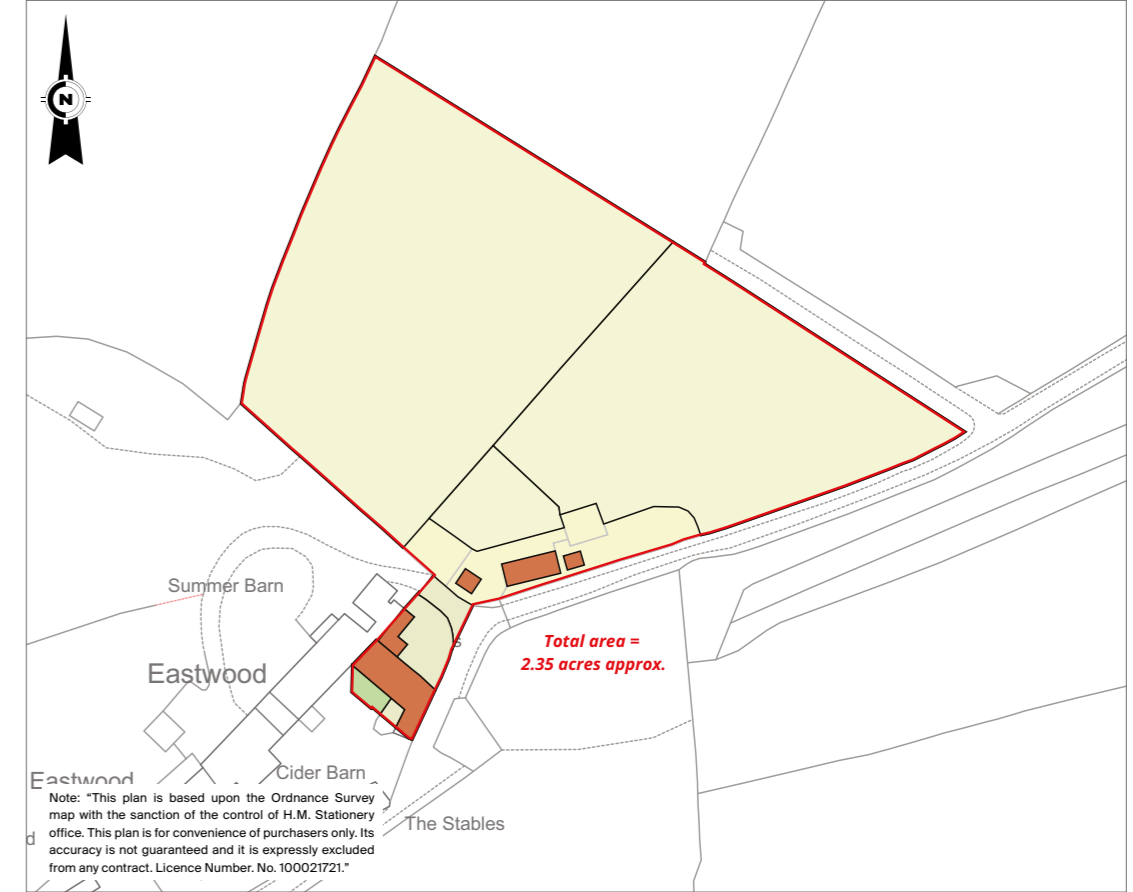 N
Summer Barn
Eastwood
Total area =
2.35 acres approx.
Eastwood
Cider Barn
The Stables
d
Note: “This plan is based upon the Ordnance Survey
map with the sanction of the control of H.M. Stationery
office. This plan is for convenience of purchasers only. Its
accuracy is not guaranteed and it is expressly excluded
from any contract. Licence Number. No. 100021721.”